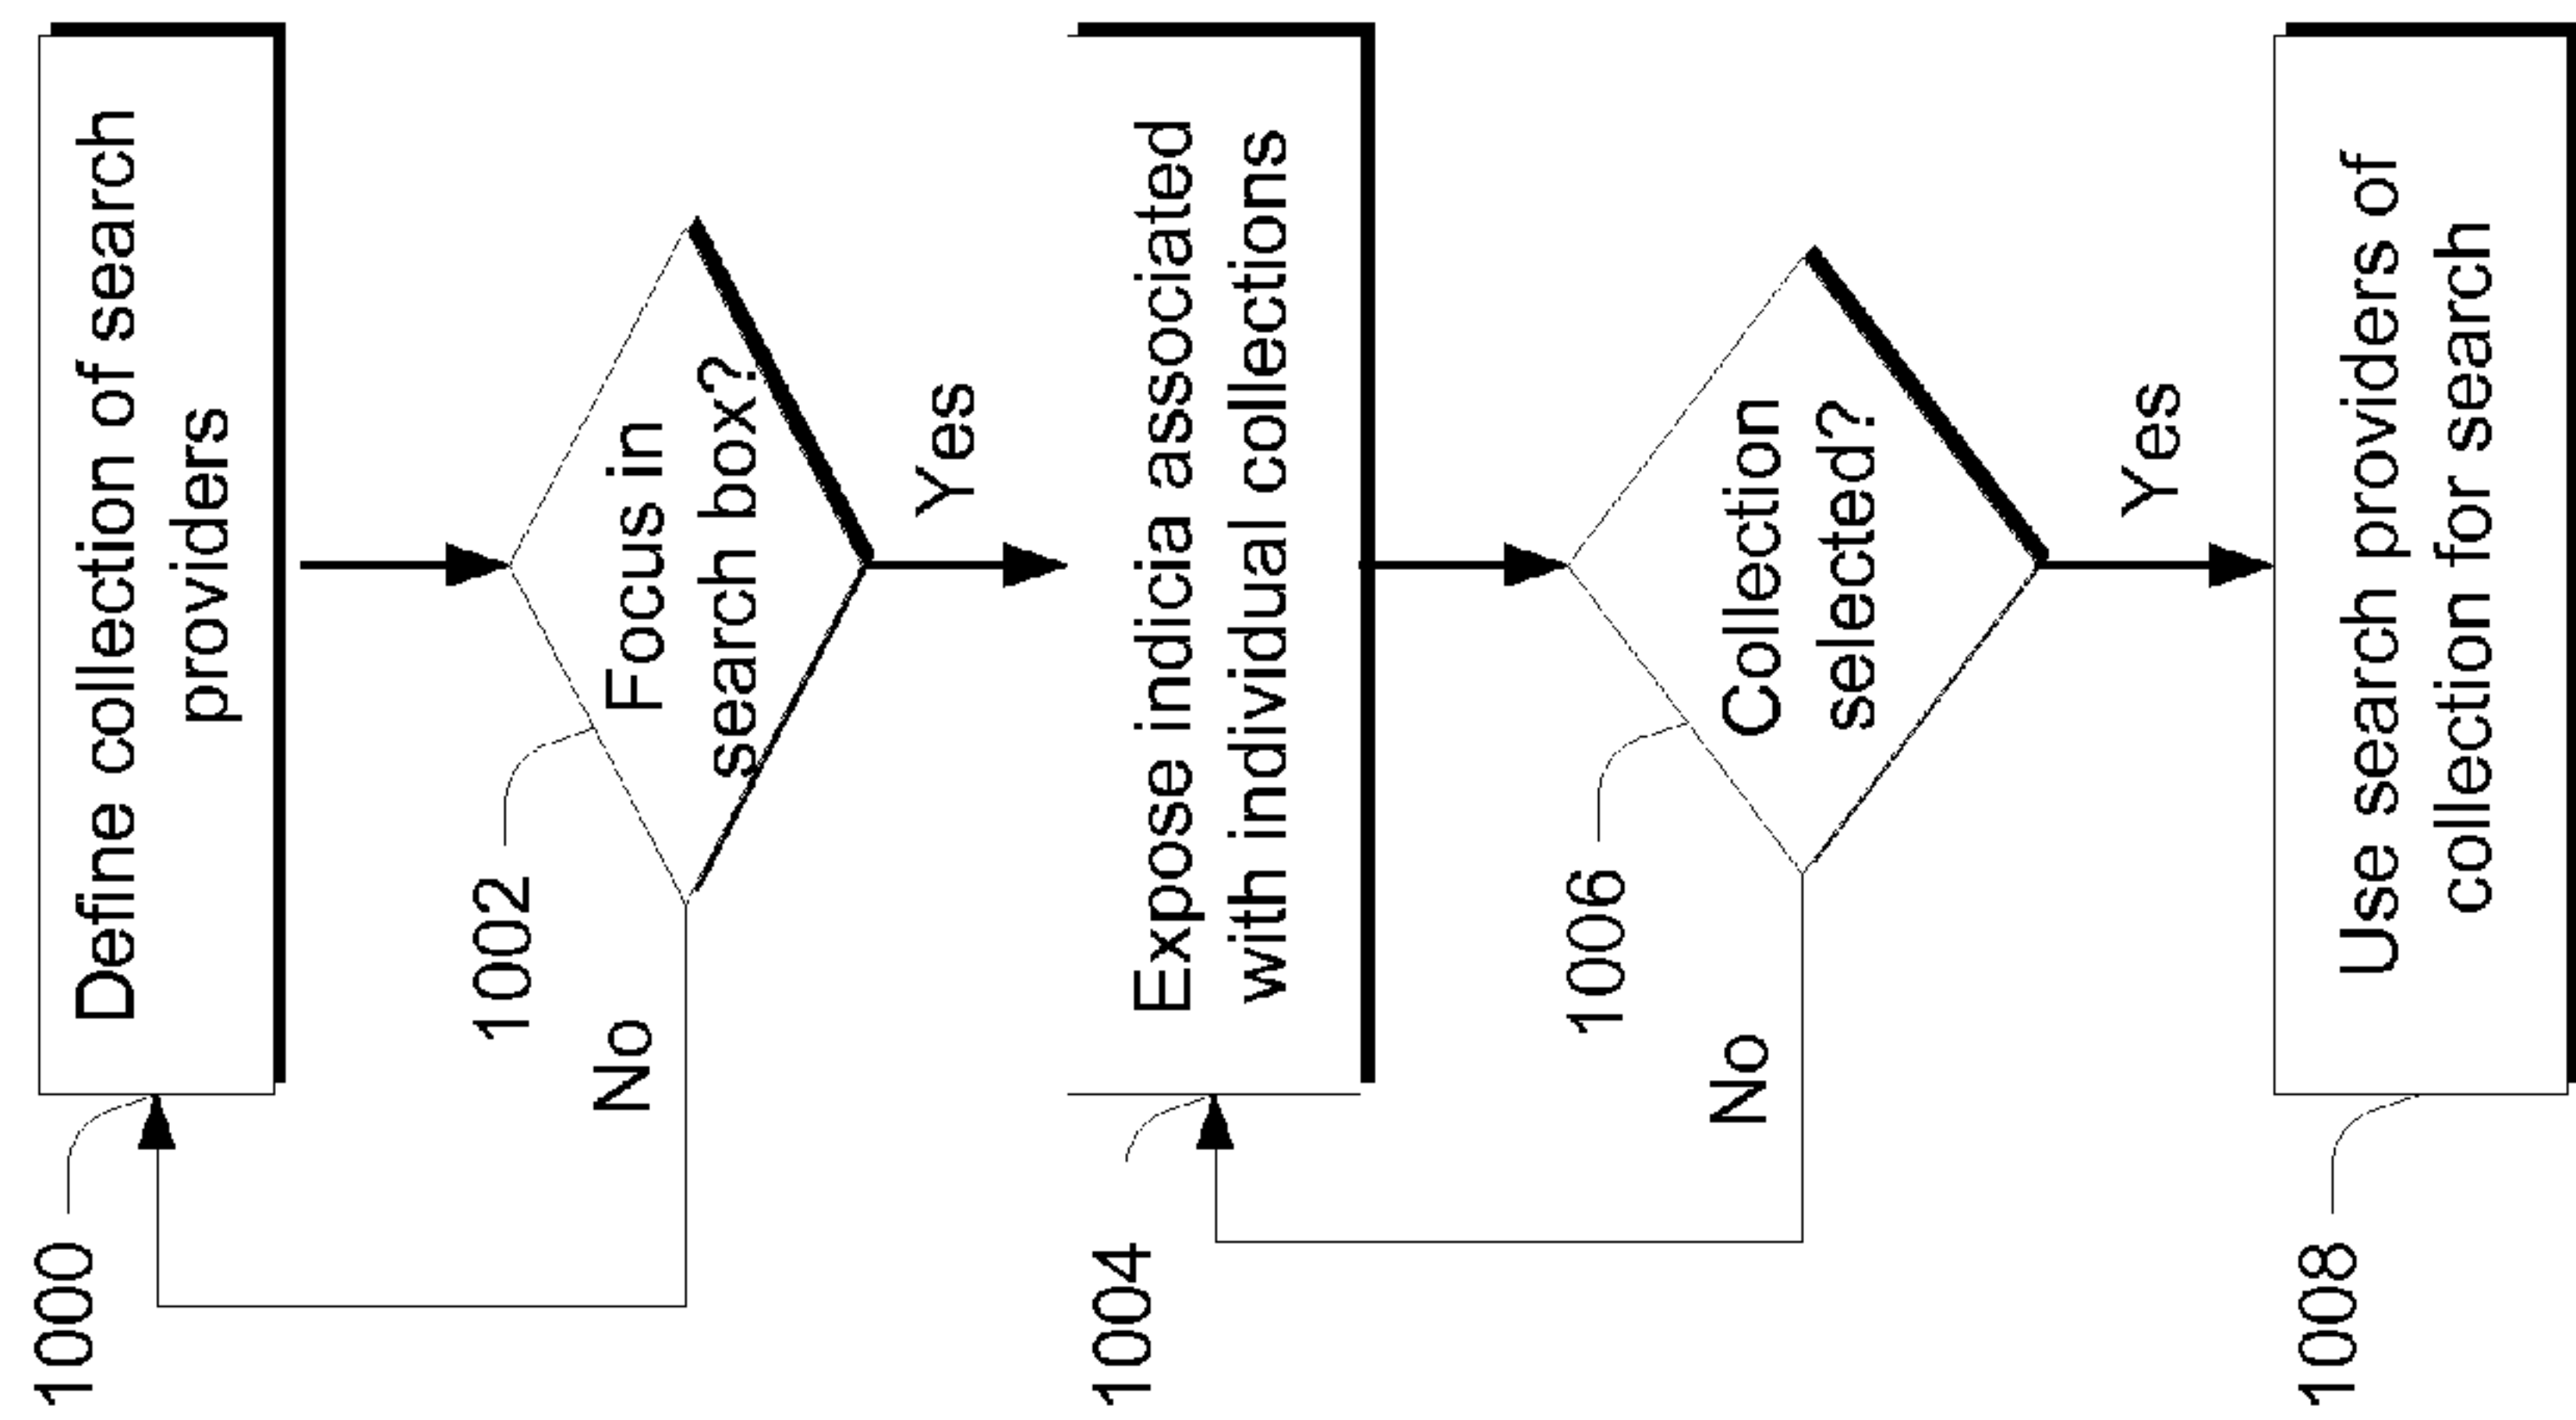 1000
Define collection of search
providers
1002
Focus in
search box?
No
Yes
1004
Expose indicia associated
with individual collections
1006
Collection
selected?
No
Yes
1008
Use search providers of
collection for search